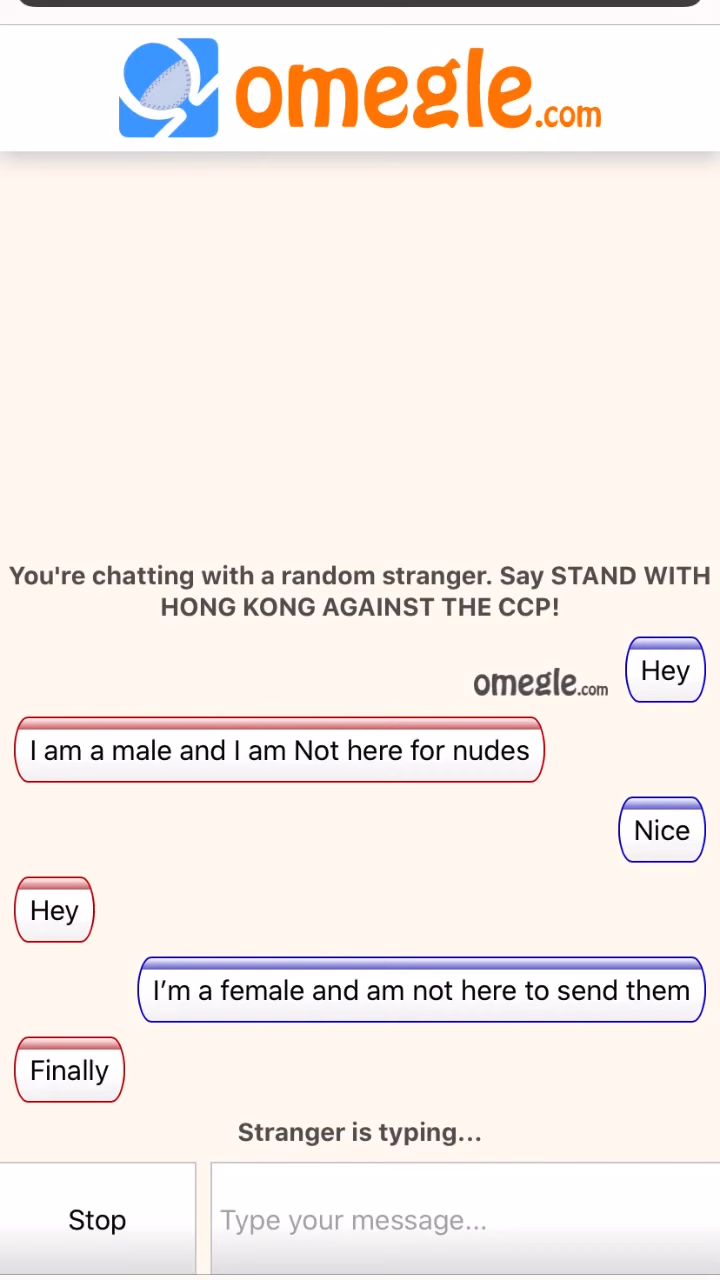 omegle.com
You're chatting with a random stranger. Say STAND WITH
HONG KONG AGAINST THE CCP!
Hey
omegle.com
I am a male and I am Not here for nudes
Nice
Hey
I’m a female and am not here to send them
Finally
Stranger is typing...
Stop
Type your message...